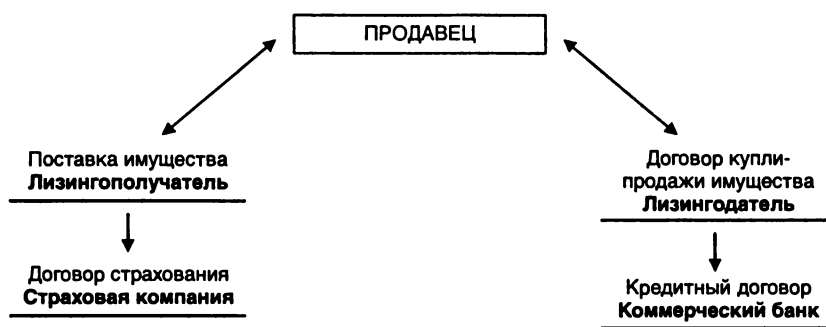 ПРОДАВЕЦ
Поставка имущества
Лизингополучатель
Договор страхования
Страховая компания
Договор купли-
продажи имущества
Лизингодатель
Кредитный договор
Коммерческий банк